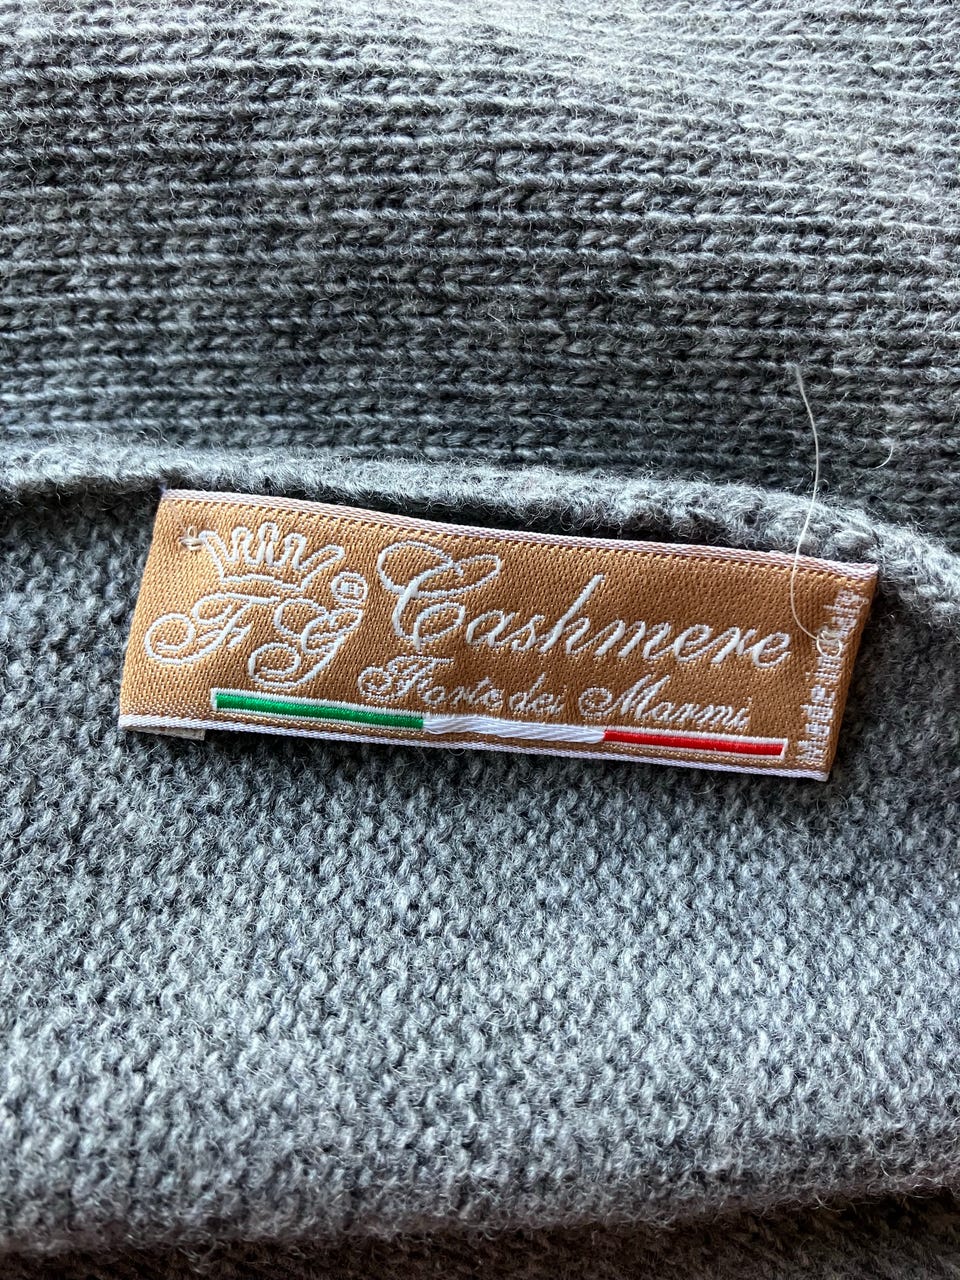 FG® Cashmere
Forte dei Marmi
Made in Italy